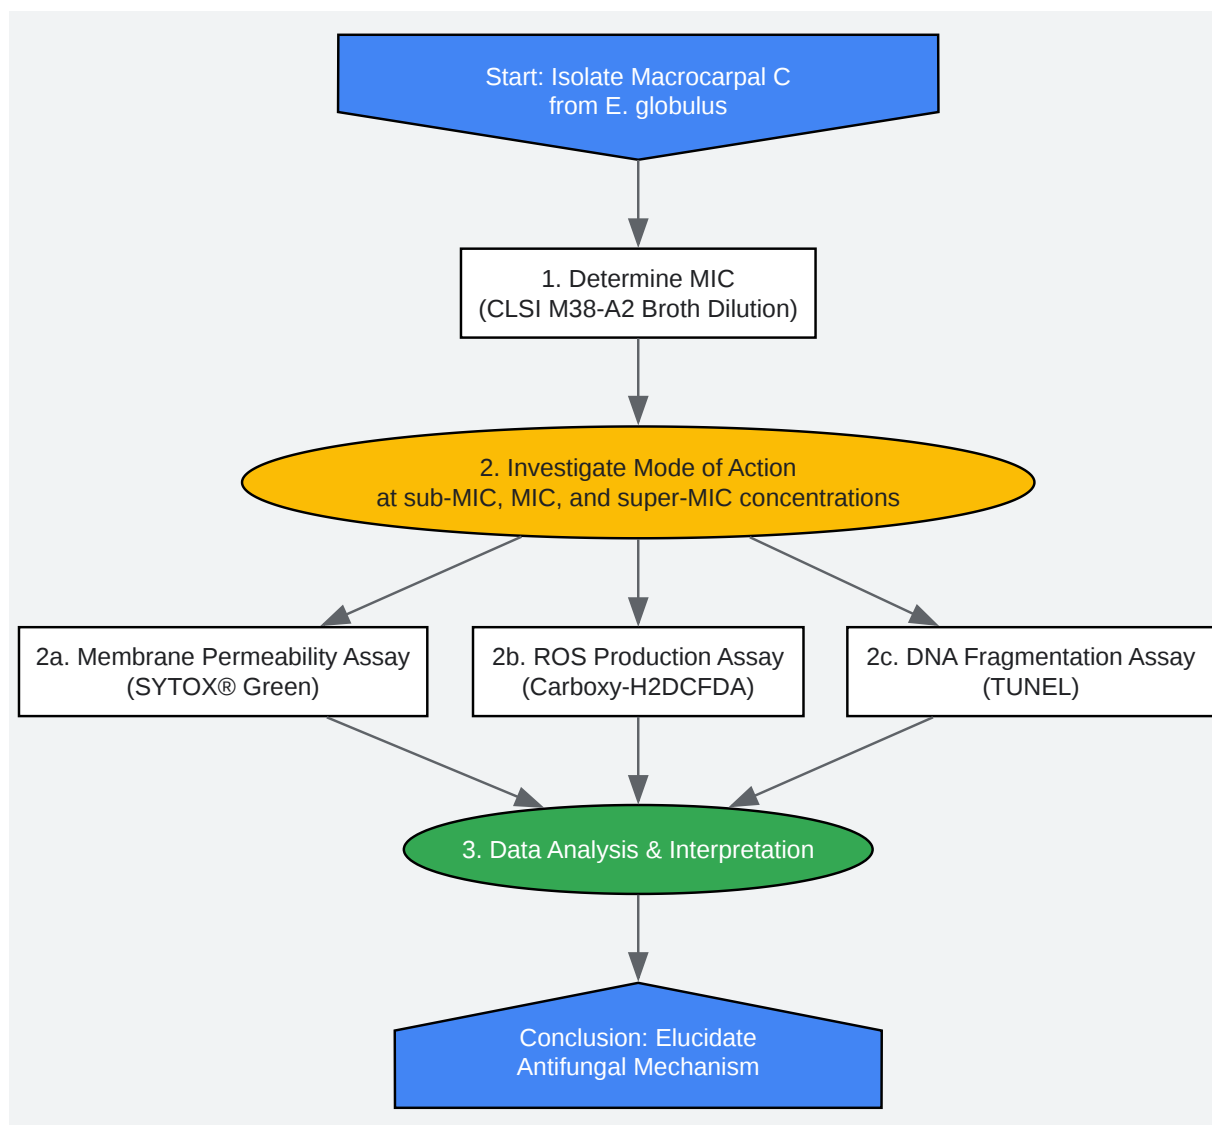 Start: Isolate Macrocarpal C
from E. globulus
1. Determine MIC
(CLSI M38-A2 Broth Dilution)
2. Investigate Mode of Action
at sub-MIC, MIC, and super-MIC concentrations
2a. Membrane Permeability Assay
(SYTOX® Green)
2b. ROS Production Assay
(Carboxy-H2DCFDA)
2c. DNA Fragmentation Assay
(TUNEL)
3. Data Analysis & Interpretation
Conclusion: Elucidate
Antifungal Mechanism